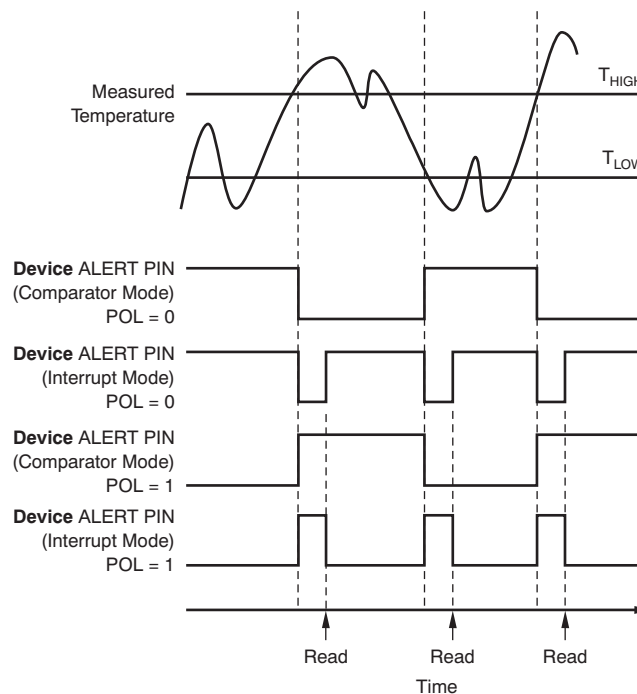 Measured
Temperature
THIGH
TLOW
Device ALERT PIN
(Comparator Mode)
POL = 0
Device ALERT PIN
(Interrupt Mode)
POL = 0
Device ALERT PIN
(Comparator Mode)
POL = 1
Device ALERT PIN
(Interrupt Mode)
POL = 1
Read
Read
Read
Time